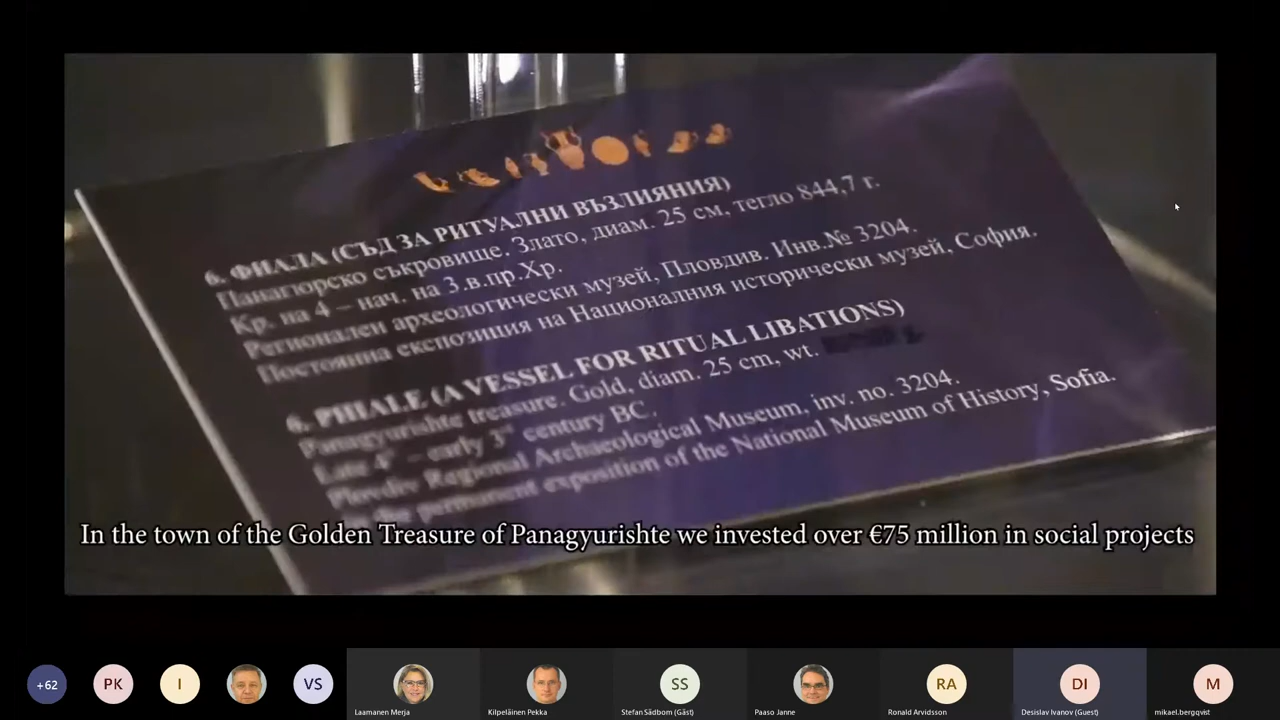 6. ФИАЛА (СЪД ЗА РИТУАЛНИ ВЪЗЛИЯНИЯ)
Панагюрско съкровище. Злато, диам. 25 см, тегло 844,7 г.
Кр. на 4 – нач. на 3.в.пр.Хр.
Регионален археологически музей, Пловдив. Инв.№ 3204.
Постоянна експозиция на Националния исторически музей, София.
6. PHIALE (A VESSEL FOR RITUAL LIBATIONS)
Panagyurishte treasure. Gold, diam. 25 cm, wt.
Late 4 – early 3 century BC.
Plovdiv Regional Archaeological Museum, inv. no. 3204.
permanent exposition of the National Museum of History, Sofia.
In the town of the Golden Treasure of Panagyurishte we invested over €75 million in social projects
+62 PK I VS SS RA DI M
Laamanen Merja Kilpeläinen Pekka Stefan Sädbom (Gäst) Paaso Janne Ronald Arvidsson Desislav Ivanov (Guest) mikael.bergqvist